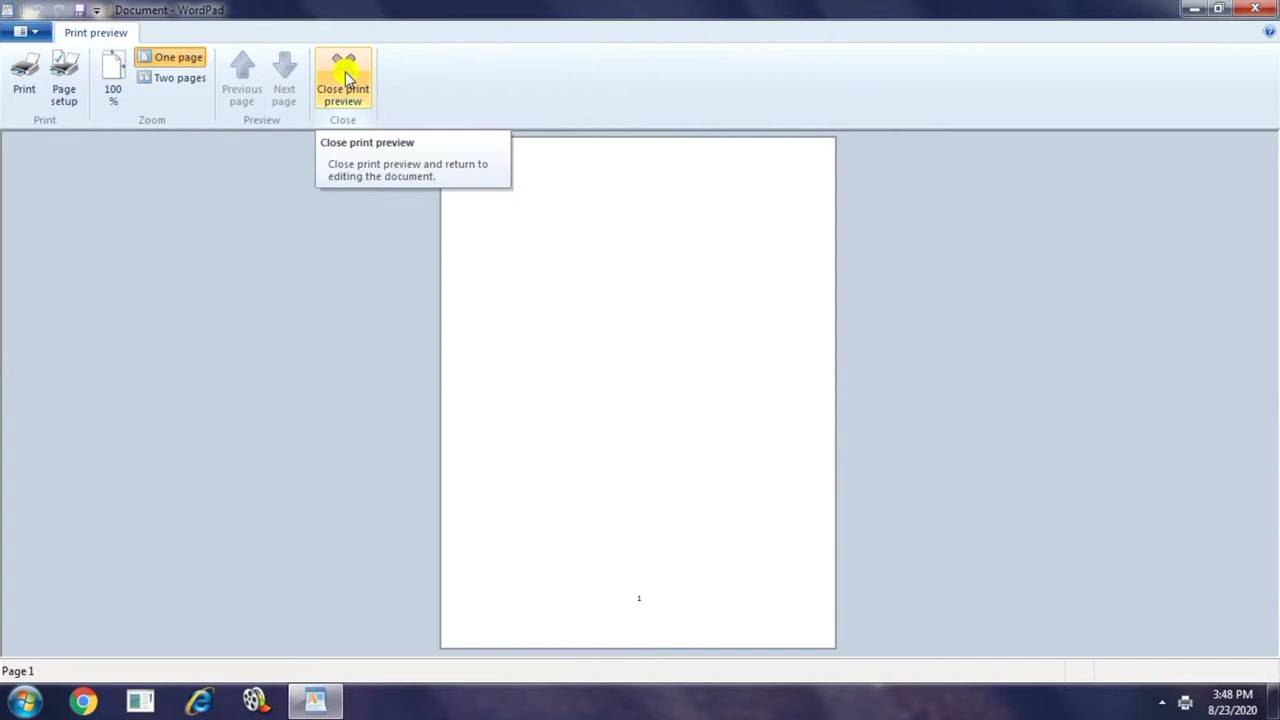 Document - WordPad
Print preview
Print
Page
setup
Print
100
%
One page
Two pages
Zoom
Previous
page
Next
page
Preview
Close print
preview
Close
Close print preview
Close print preview and return to
editing the document.
1
Page 1
3:48 PM
8/23/2020